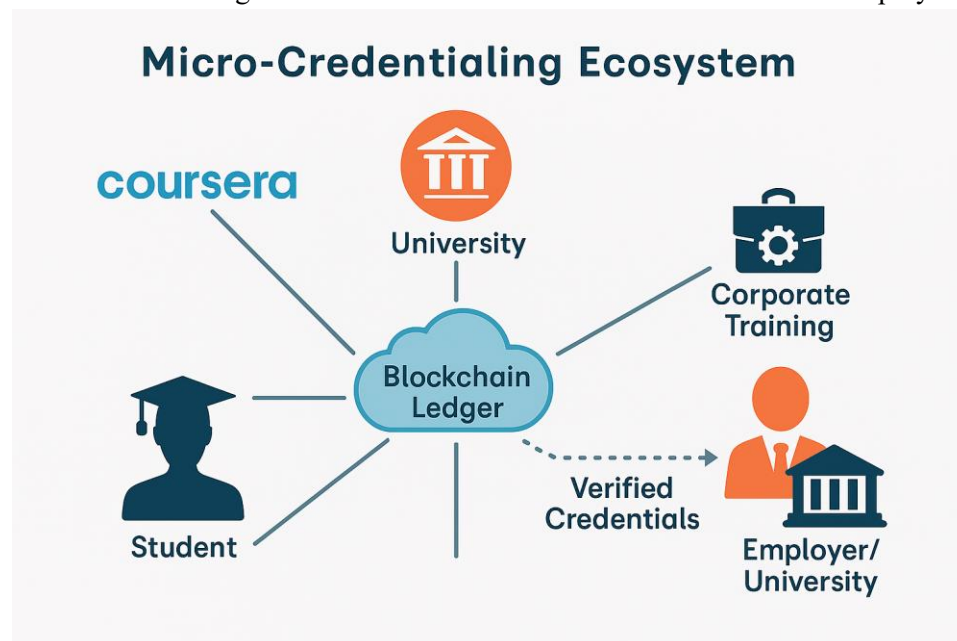 Micro-Credentialing Ecosystem
coursera
University
Corporate
Training
Blockchain
Ledger
Student
Verified
Credentials
Employer/
University